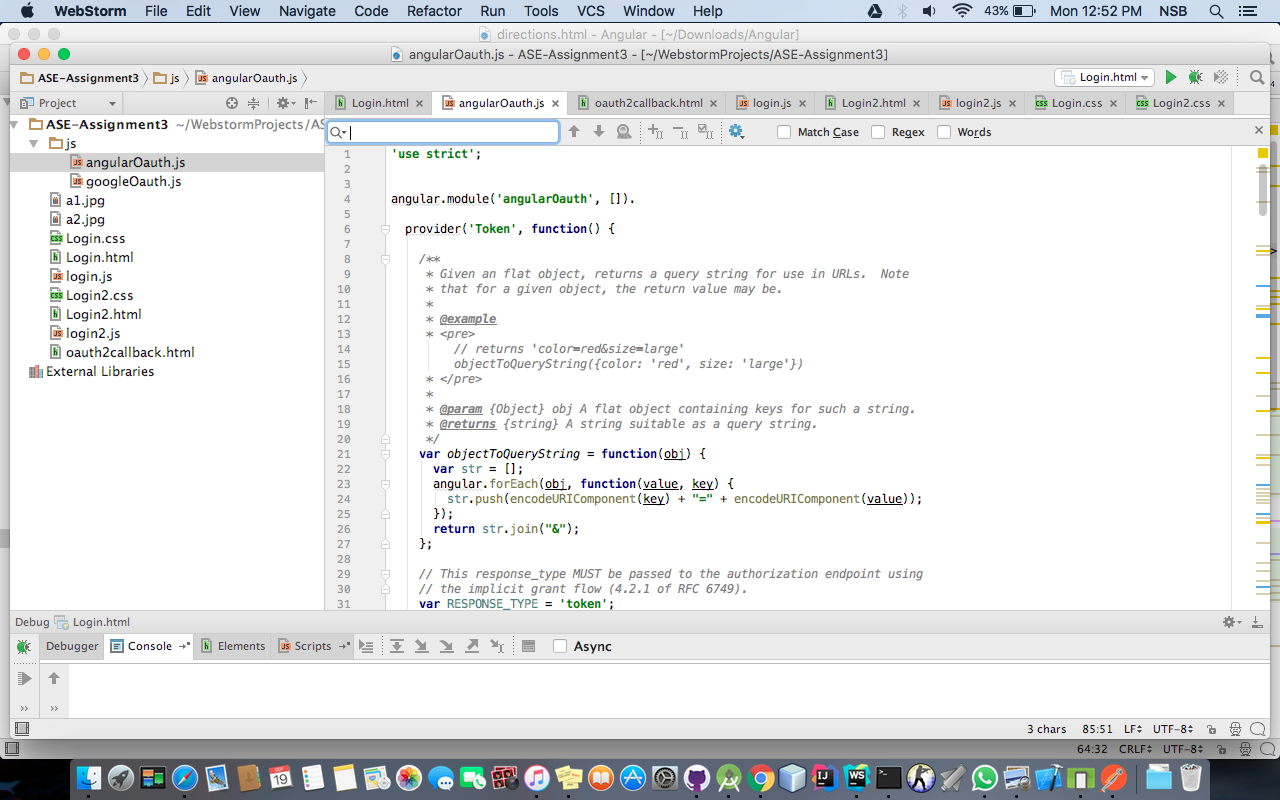 WebStorm File Edit View Navigate Code Refactor Run Tools VCS Window Help 43% Mon 12:52 PM NSB
directions.html - Angular - [~/Downloads/Angular]
angularOauth.js - ASE-Assignment3 - [~/WebstormProjects/ASE-Assignment3]
ASE-Assignment3 js angularOauth.js Login.html
Project Login.html angularOauth.js oauth2callback.html login.js Login2.html login2.js Login.css Login2.css
ASE-Assignment3 ~/WebstormProjects/AS
Match Case Regex Words
js
angularOauth.js
googleOauth.js
a1.jpg
a2.jpg
Login.css
Login.html
login.js
Login2.css
Login2.html
login2.js
oauth2callback.html
External Libraries
1 'use strict';
2
3
4 angular.module('angularOauth', []).
5
6 provider('Token', function() {
7
8 /**
9 * Given an flat object, returns a query string for use in URLs.  Note
10 * that for a given object, the return value may be.
11 *
12 * @example
13 * <pre>
14 // returns 'color=red&size=large'
15 objectToQueryString({color: 'red', size: 'large'})
16 * </pre>
17 *
18 * @param {Object} obj A flat object containing keys for such a string.
19 * @returns {string} A string suitable as a query string.
20 */
21 var objectToQueryString = function(obj) {
22 var str = [];
23 angular.forEach(obj, function(value, key) {
24 str.push(encodeURIComponent(key) + "=" + encodeURIComponent(value));
25 });
26 return str.join("&");
27 };
28
29 // This response_type MUST be passed to the authorization endpoint using
30 // the implicit grant flow (4.2.1 of RFC 6749).
31 var RESPONSE_TYPE = 'token';
Debug Login.html
Debugger Console Elements Scripts Async
3 chars 85:51 LF UTF-8
64:32 CRLF UTF-8
SEP
19
IJ
WS